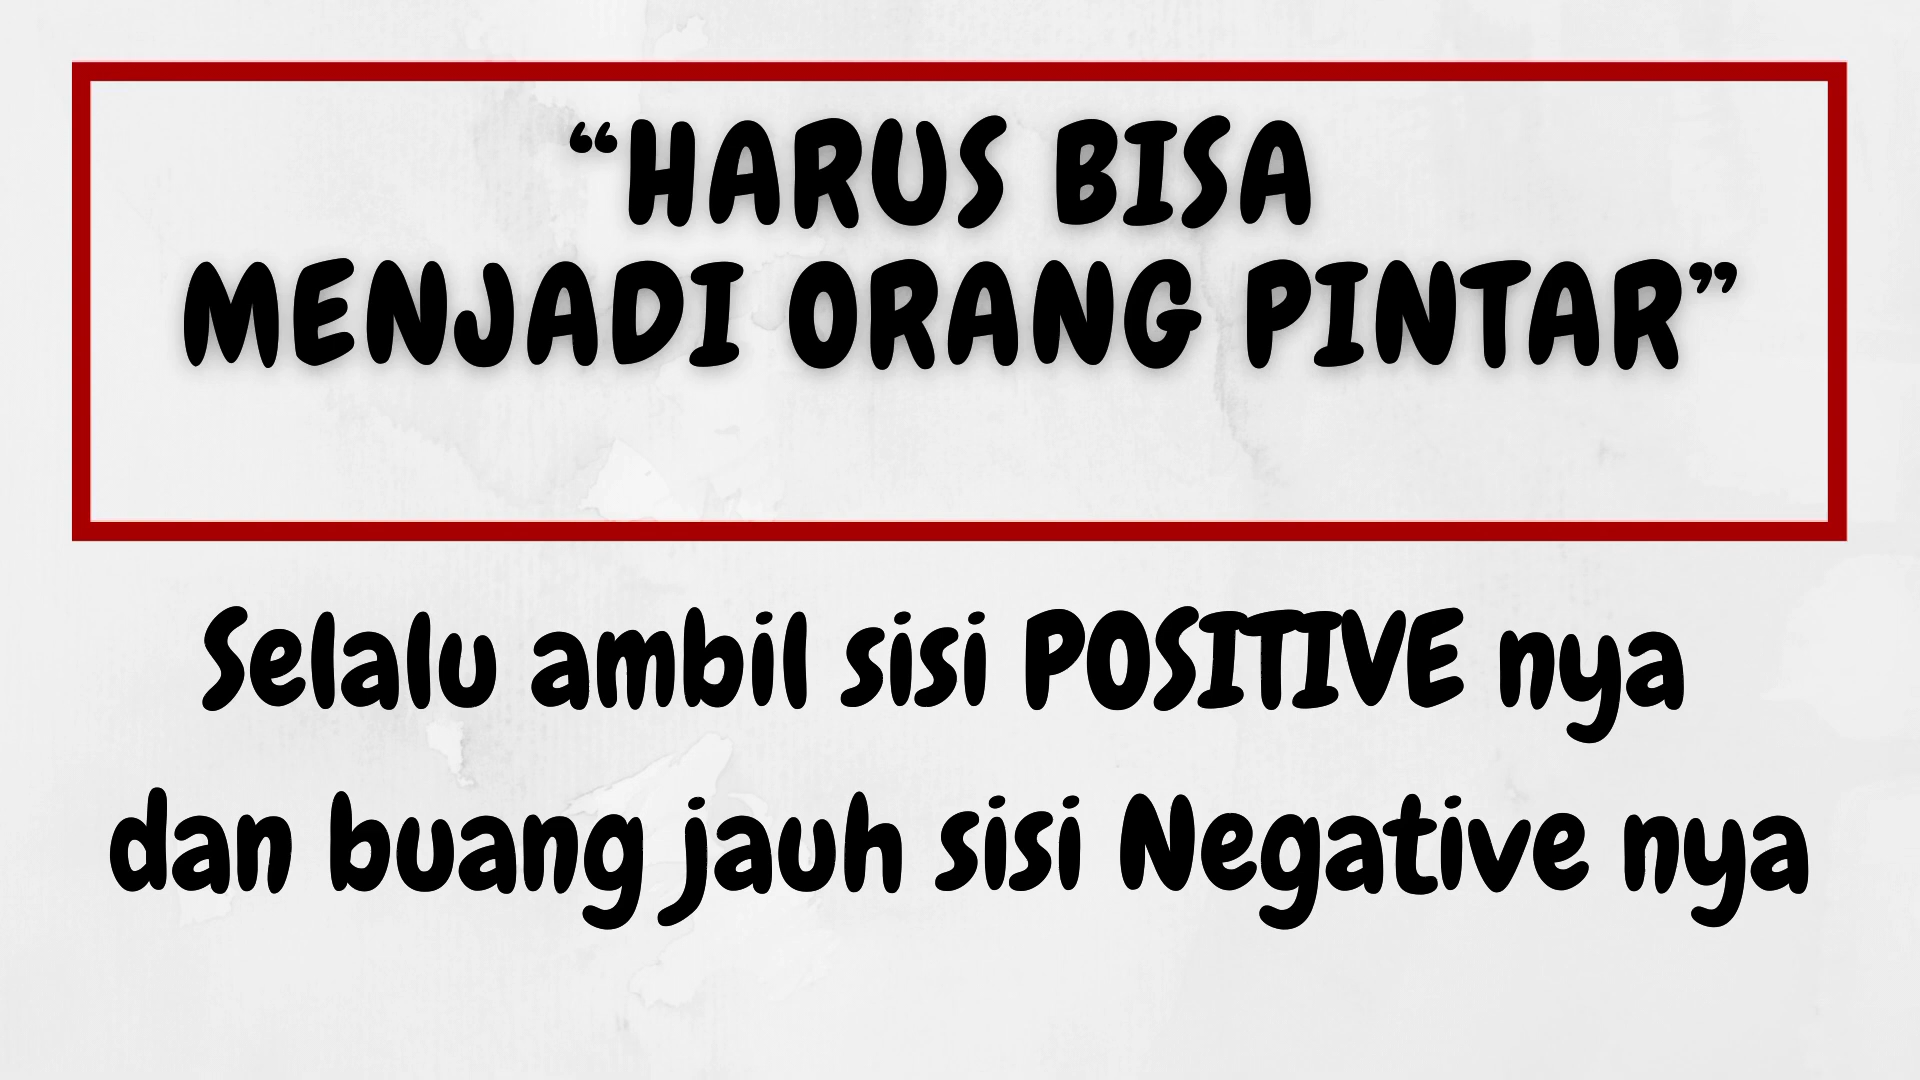 “HARUS BISA
MENJADI ORANG PINTAR”
Selalu ambil sisi POSITIVE nya
dan buang jauh sisi Negative nya